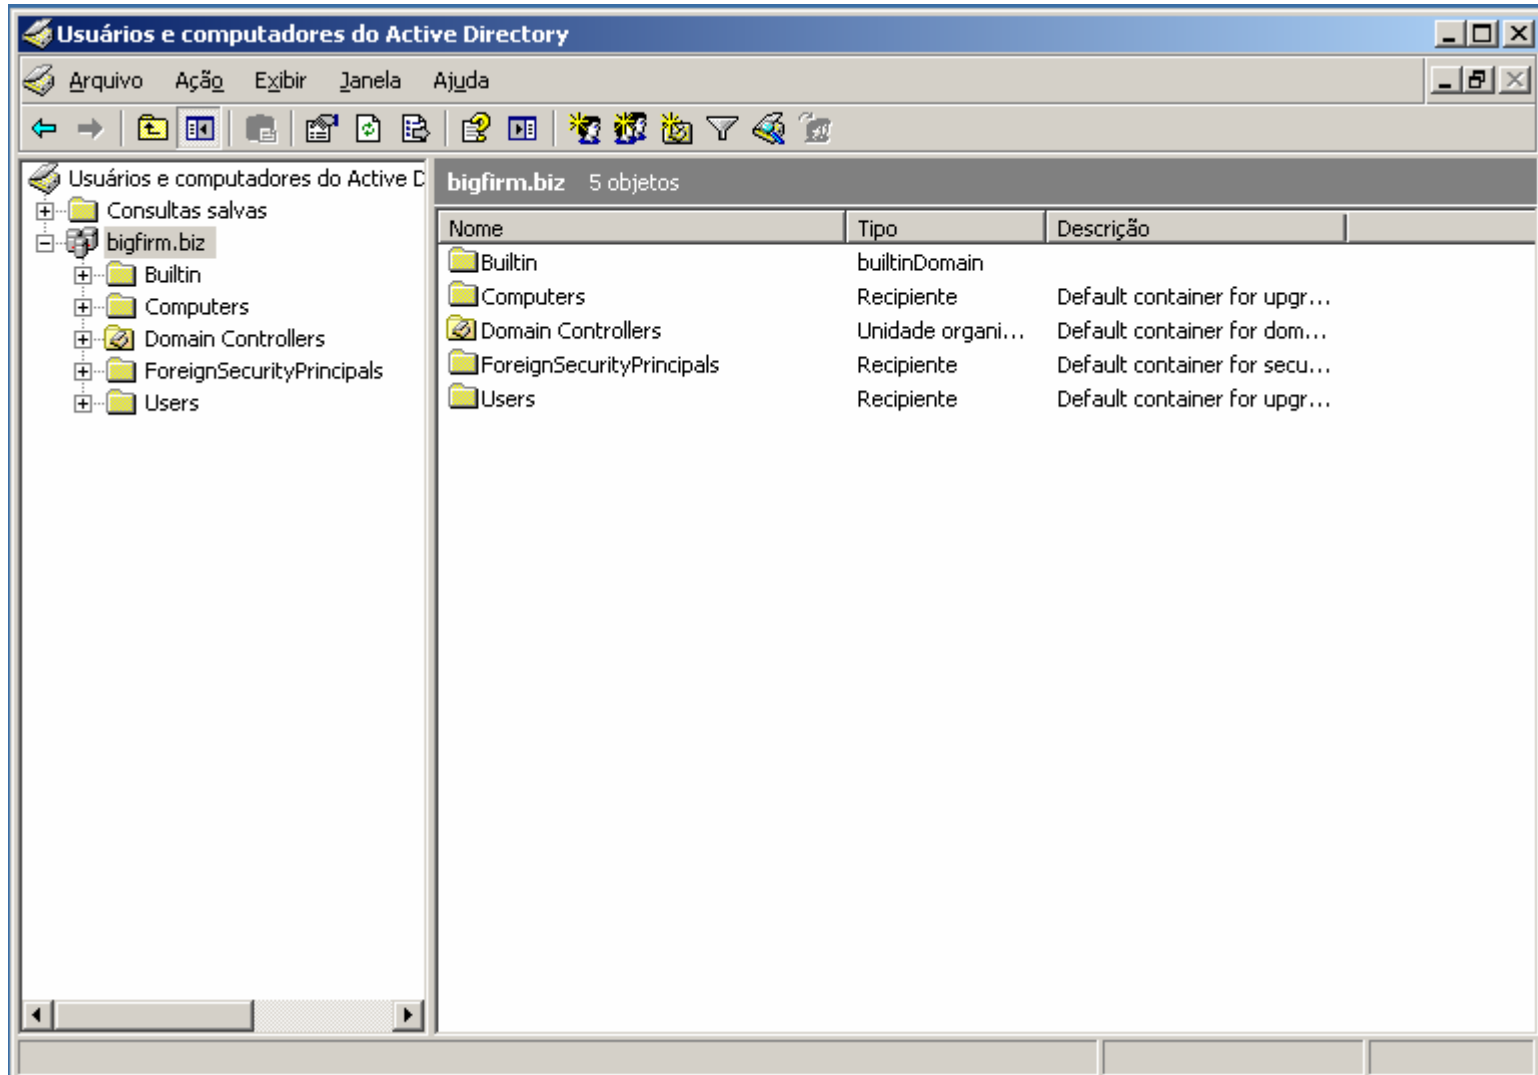 Usuários e computadores do Active Directory
Arquivo Ação Exibir Janela Ajuda
Usuários e computadores do Active D
Consultas salvas
bigfirm.biz
Builtin
Computers
Domain Controllers
ForeignSecurityPrincipals
Users
bigfirm.biz 5 objetos
Nome Tipo Descrição
Builtin builtinDomain
Computers Recipiente Default container for upgr...
Domain Controllers Unidade organi... Default container for dom...
ForeignSecurityPrincipals Recipiente Default container for secu...
Users Recipiente Default container for upgr...